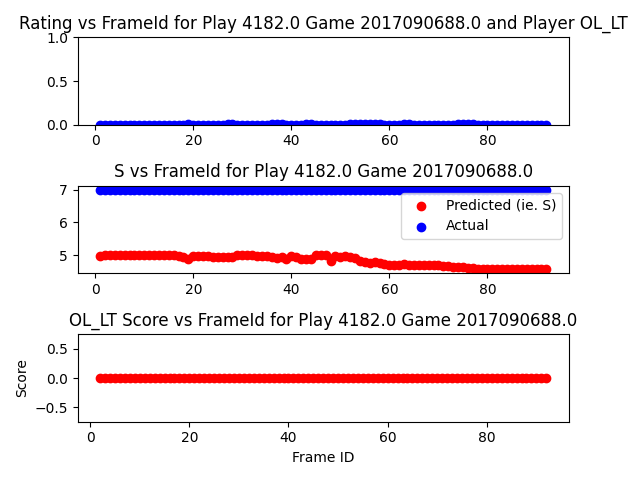 Rating vs FrameId for Play 4182.0 Game 2017090688.0 and Player OL_LT
1.0
0.5
0.0
0 20 40 60 80
S vs FrameId for Play 4182.0 Game 2017090688.0
7
6
5
Predicted (ie. S)
Actual
0 20 40 60 80
OL_LT Score vs FrameId for Play 4182.0 Game 2017090688.0
0.5
0.0
−0.5
Score
0 20 40 60 80
Frame ID